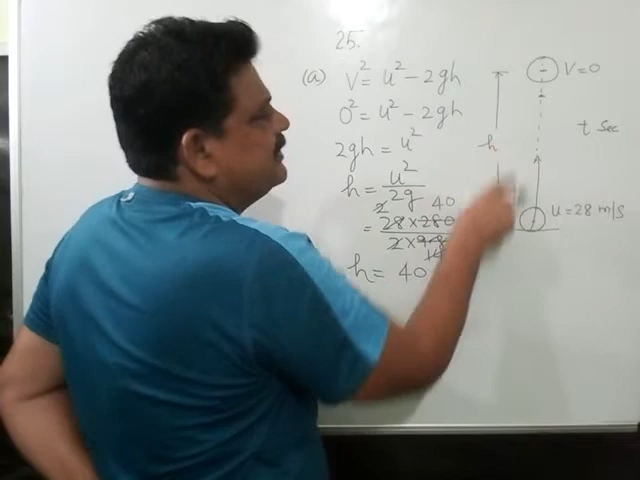 25.
(a) V² = u² - 2gh
0² = u² - 2gh
2gh = u²
h = u² / 2g
2 40
= 28 × 280 / 2 × 9.8
14
h = 40
V = 0
t sec
h
u = 28 m/s